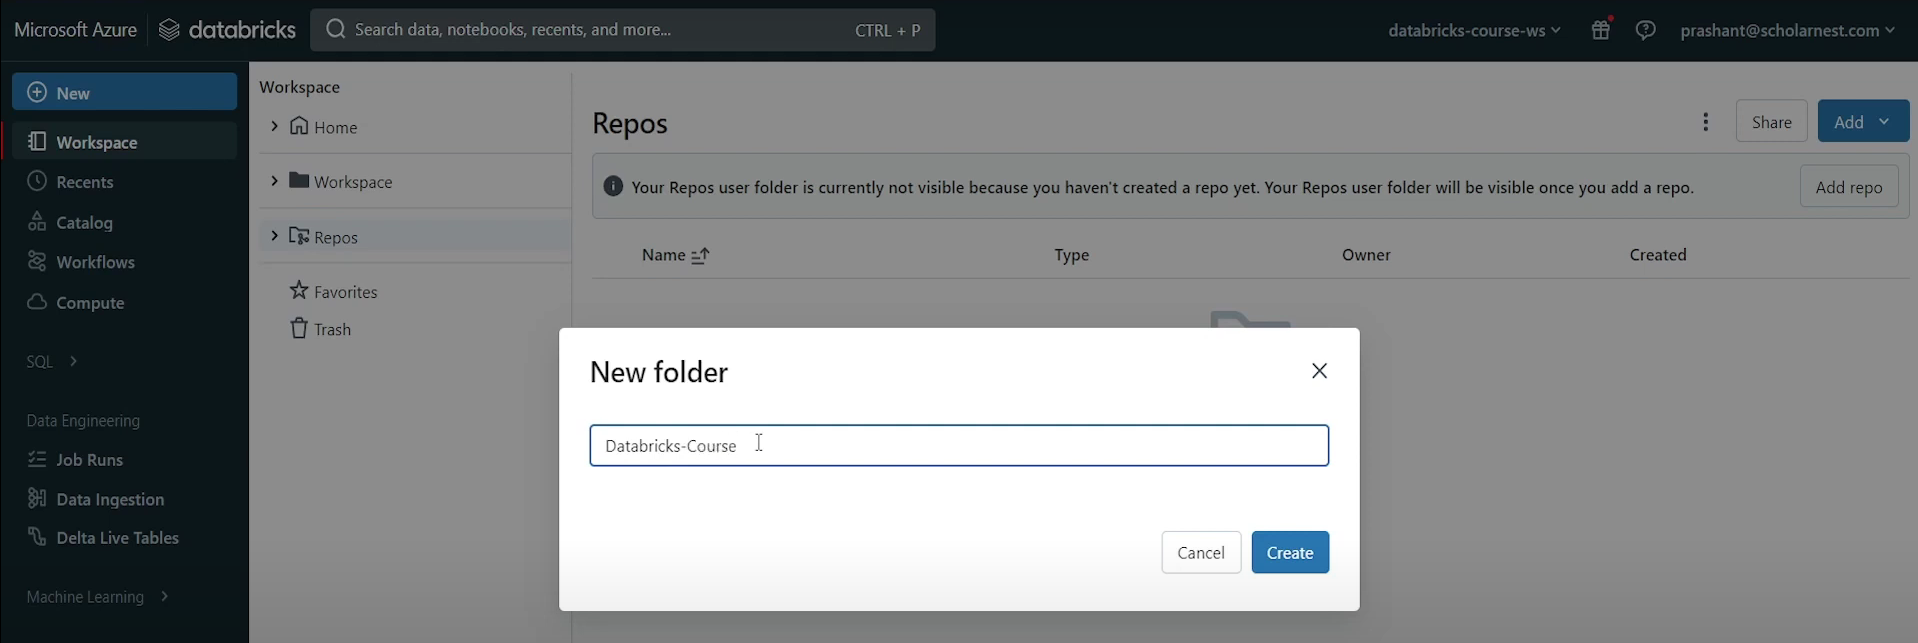 Microsoft Azure databricks Search data, notebooks, recents, and more... CTRL + P databricks-course-ws prashant@scholarnest.com
New
Workspace
Recents
Catalog
Workflows
Compute
SQL
Data Engineering
Job Runs
Data Ingestion
Delta Live Tables
Machine Learning
Workspace
Home
Workspace
Repos
Favorites
Trash
Repos
Share Add
Your Repos user folder is currently not visible because you haven't created a repo yet. Your Repos user folder will be visible once you add a repo. Add repo
Name Type Owner Created
New folder
Databricks-Course
Cancel Create